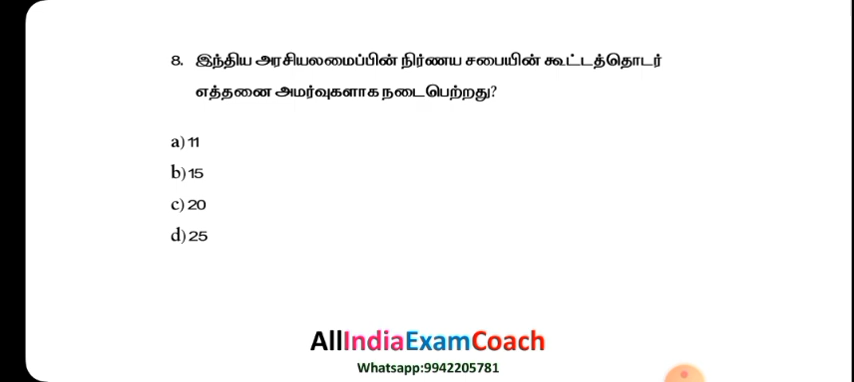 8. இந்திய அரசியலமைப்பின் நிர்ணய சபையின் கூட்டத்தொடர்
எத்தனை அமர்வுகளாக நடைபெற்றது?
a) 11
b) 15
c) 20
d) 25
AllIndiaExamCoach
Whatsapp:9942205781